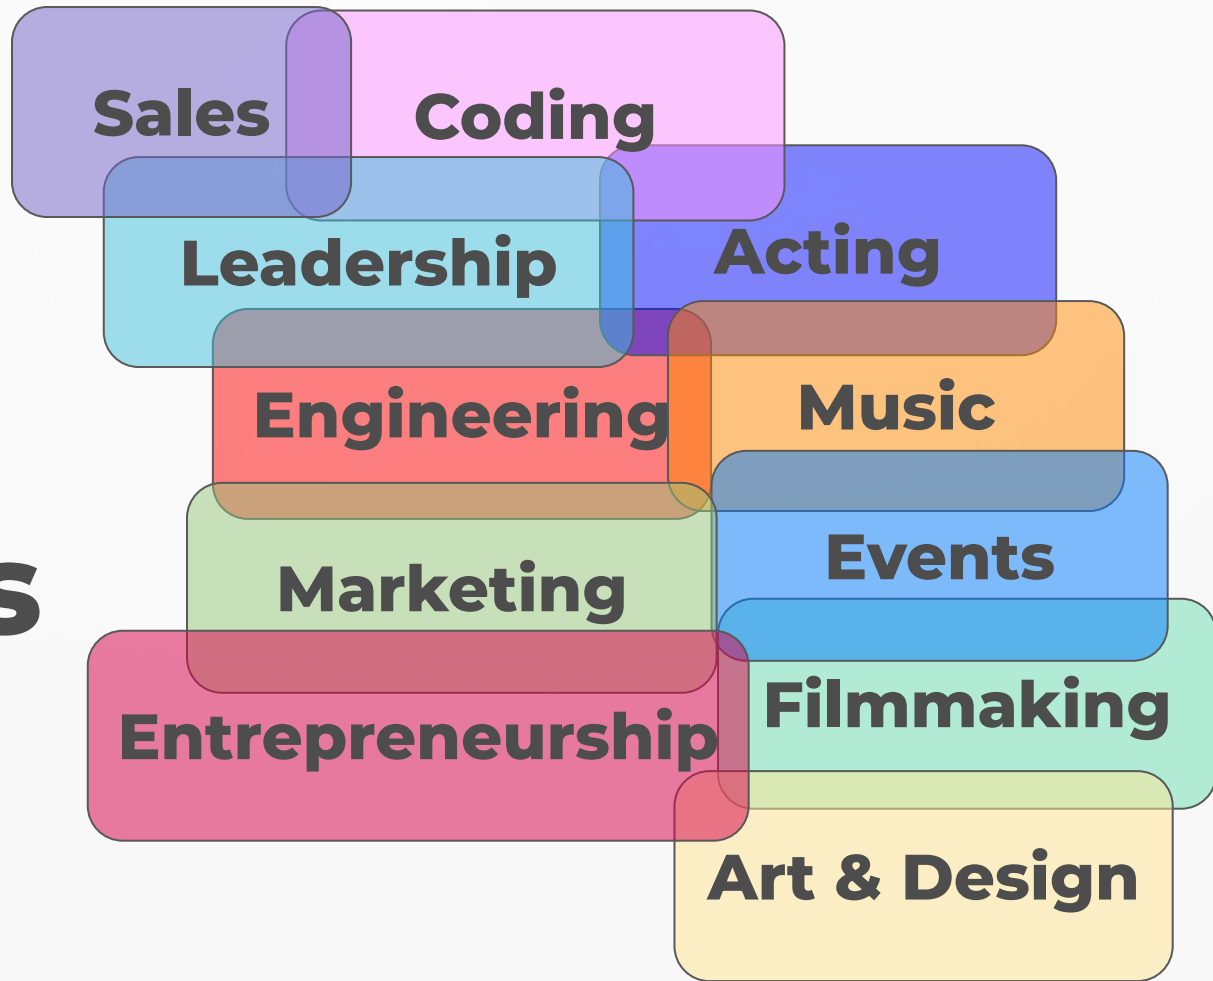 Sales
Coding
Leadership
Acting
Engineering
Music
Marketing
Events
s
Entrepreneurship
Filmmaking
Art & Design